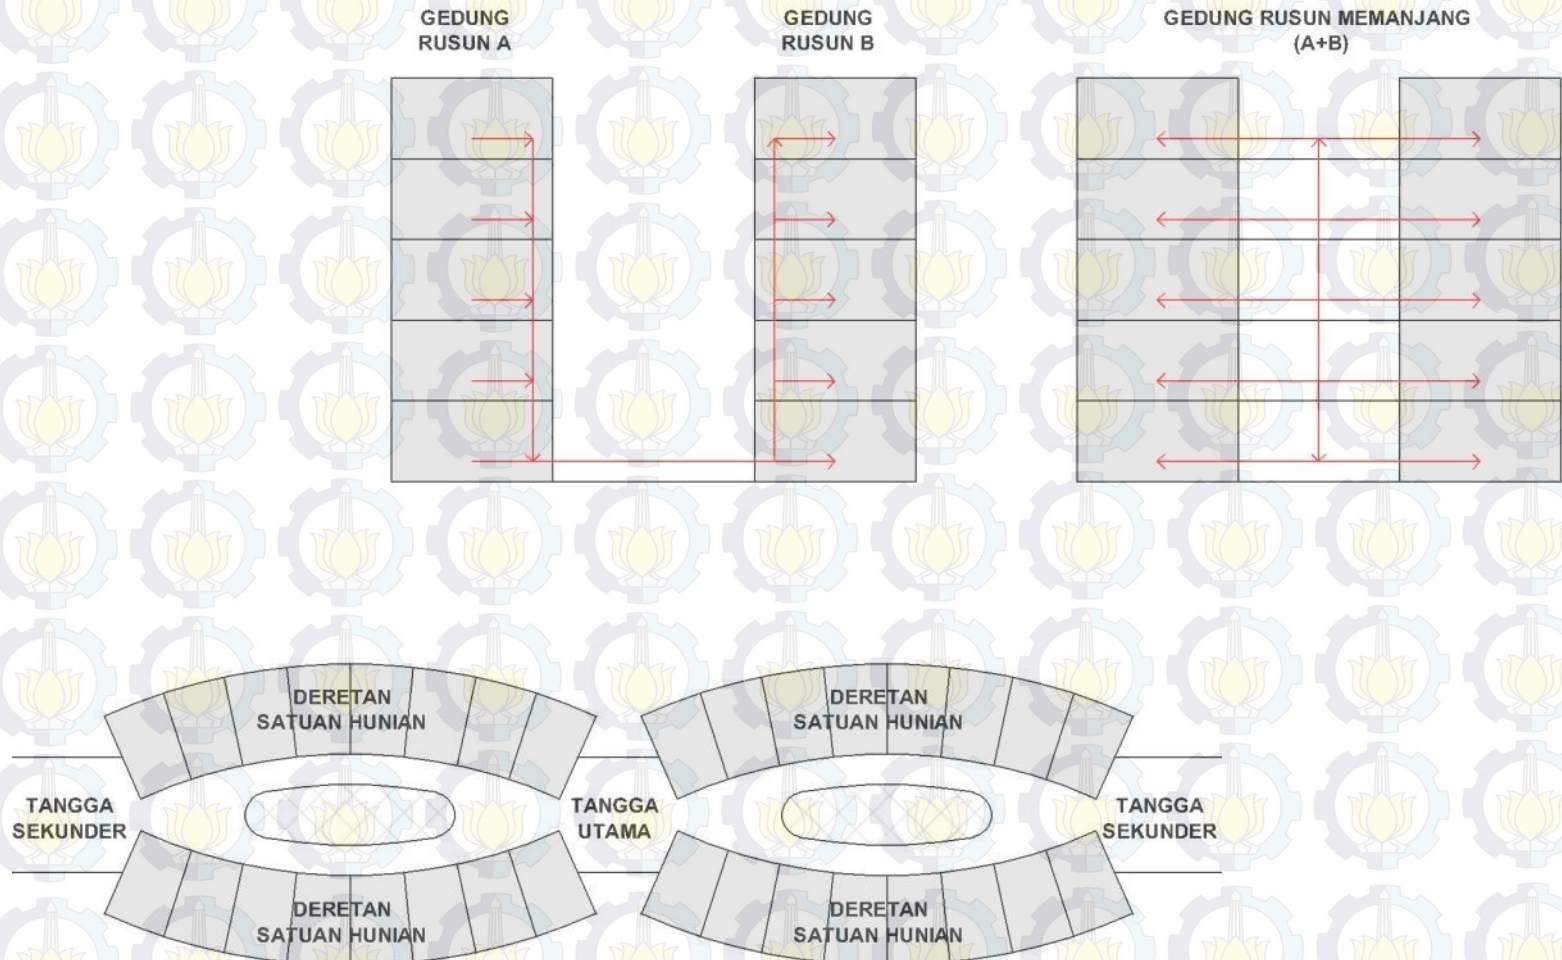 GEDUNG
RUSUN A
GEDUNG
RUSUN B
GEDUNG RUSUN MEMANJANG
(A+B)
DERETAN
SATUAN HUNIAN
DERETAN
SATUAN HUNIAN
TANGGA
SEKUNDER
TANGGA
UTAMA
TANGGA
SEKUNDER
DERETAN
SATUAN HUNIAN
DERETAN
SATUAN HUNIAN